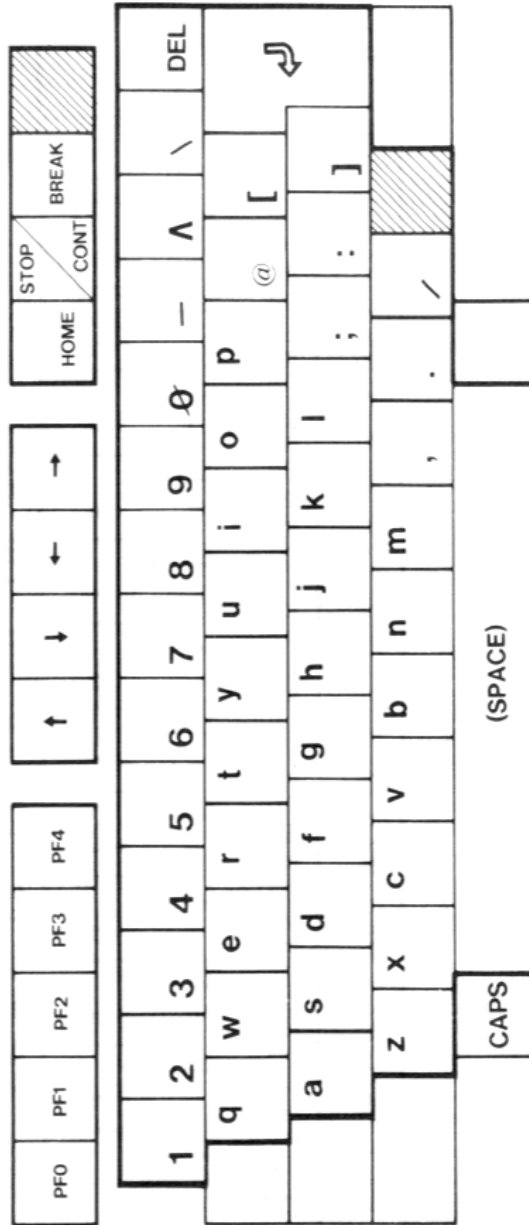 PF0 PF1 PF2 PF3 PF4 → ← ↑ ↓ HOME STOP/CONT BREAK
1 2 3 4 5 6 7 8 9 Ø - ∧ \ DEL
q w e r t y u i o p @ [ ↵
a s d f g h j k l ; : ]
z x c v b n m , . /
CAPS (SPACE)